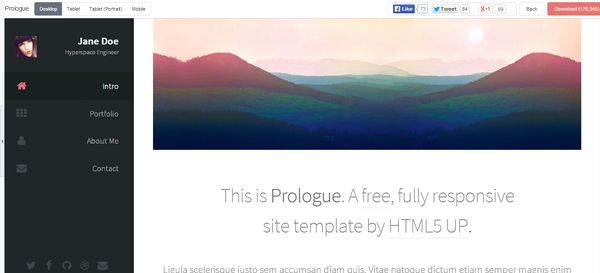 Prologue Desktop Tablet Tablet (Portrait) Mobile Like 73 Tweet 84 +1 99 Back Download (176,345)
Jane Doe
Hyperspace Engineer
Intro
Portfolio
About Me
Contact
This is Prologue. A free, fully responsive
site template by HTML5 UP.
Ligula scelerisque justo sem accumsan diam quis. Vitae natoque dictum etiam semper magnis enim